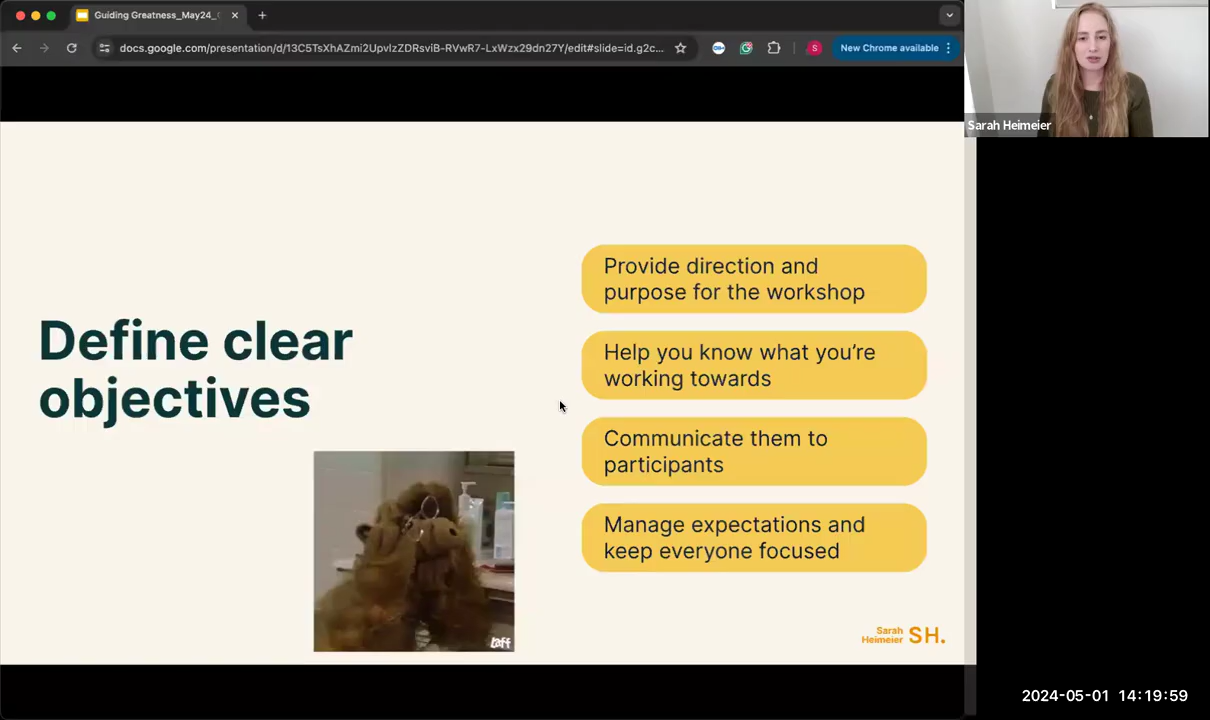 Guiding Greatness_May24_
docs.google.com/presentation/d/13C5TsXhAZmi2UpvIzZDRsviB-RVwR7-LxWzx29dn27Y/edit#slide=id.g2c...
S
New Chrome available
Sarah Heimeier
Define clear
objectives
Provide direction and
purpose for the workshop
Help you know what you're
working towards
Communicate them to
participants
Manage expectations and
keep everyone focused
laff
Sarah
Heimeier
SH.
2024-05-01 14:19:59